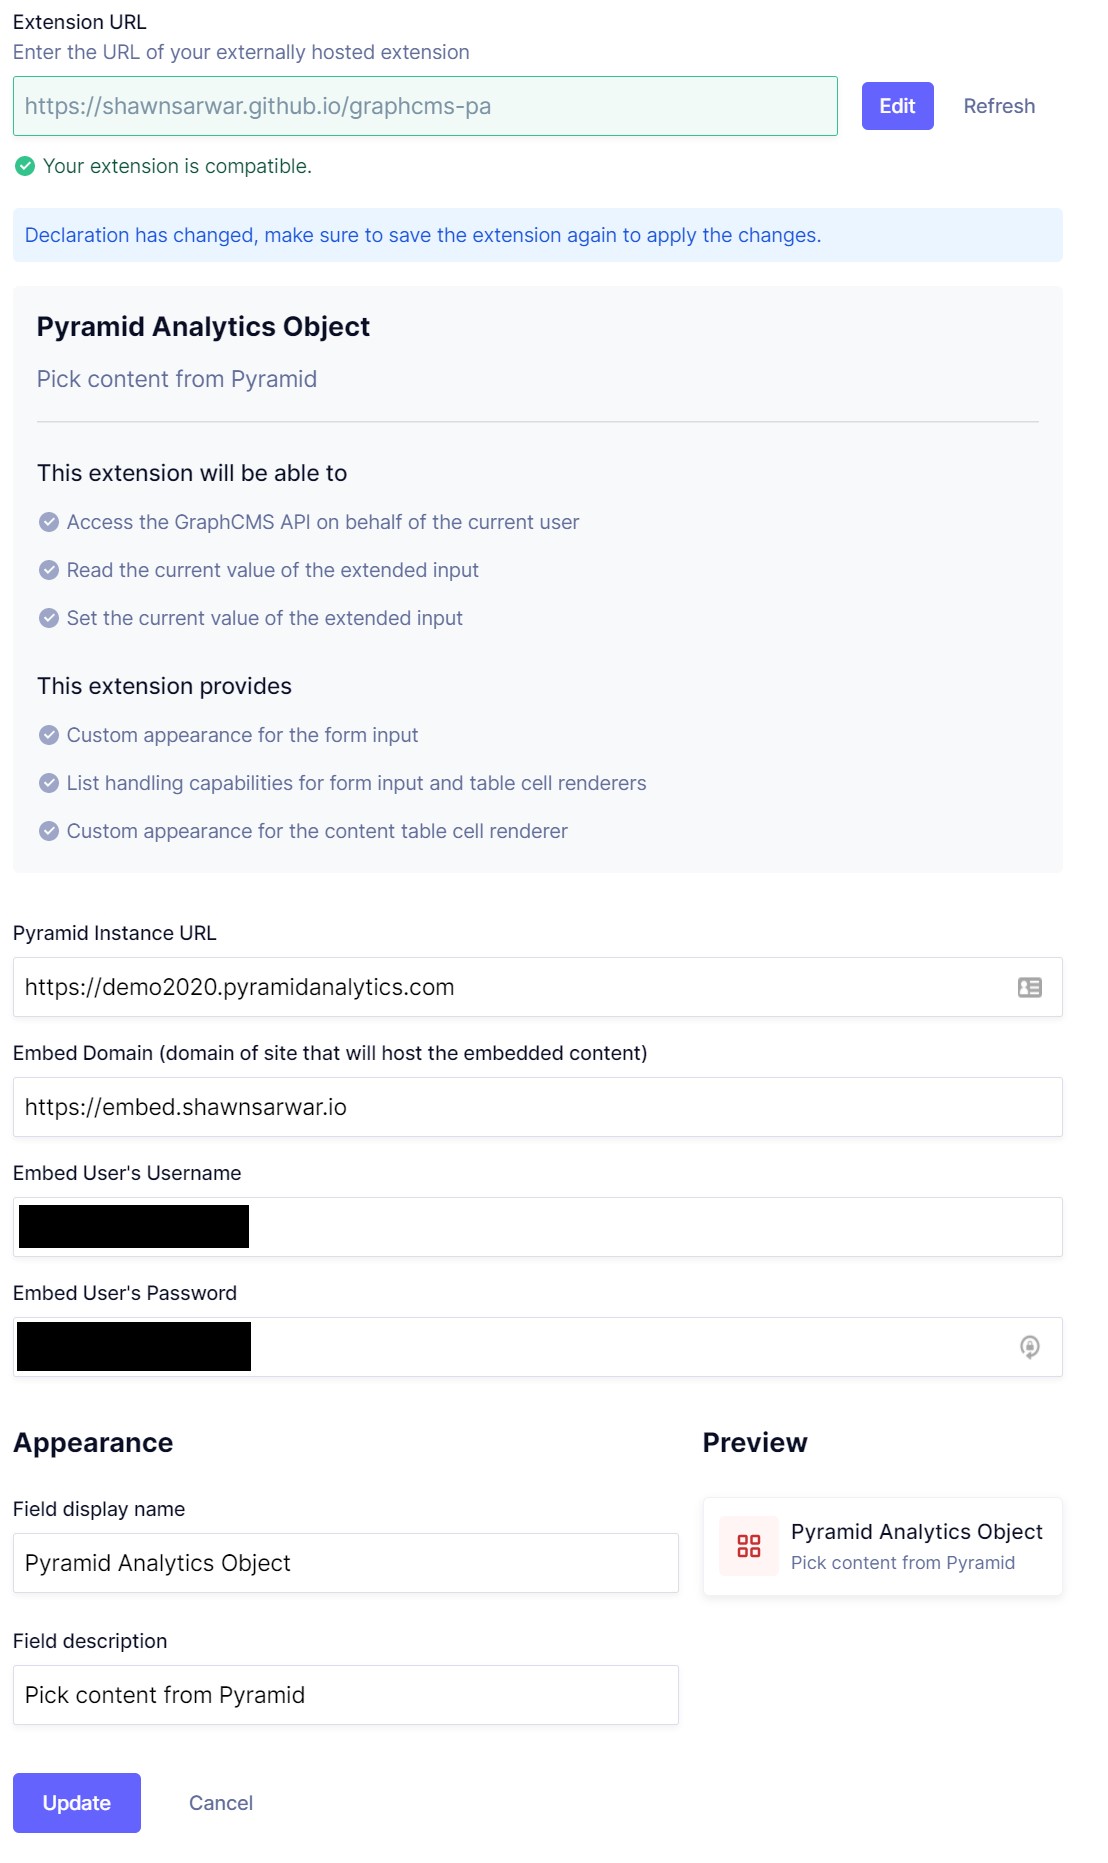 Extension URL
Enter the URL of your externally hosted extension
https://shawnsarwar.github.io/graphcms-pa
Edit
Refresh
Your extension is compatible.
Declaration has changed, make sure to save the extension again to apply the changes.
Pyramid Analytics Object
Pick content from Pyramid
This extension will be able to
Access the GraphCMS API on behalf of the current user
Read the current value of the extended input
Set the current value of the extended input
This extension provides
Custom appearance for the form input
List handling capabilities for form input and table cell renderers
Custom appearance for the content table cell renderer
Pyramid Instance URL
https://demo2020.pyramidanalytics.com
Embed Domain (domain of site that will host the embedded content)
https://embed.shawnsarwar.io
Embed User's Username
Embed User's Password
Appearance
Field display name
Pyramid Analytics Object
Field description
Pick content from Pyramid
Preview
Pyramid Analytics Object
Pick content from Pyramid
Update
Cancel